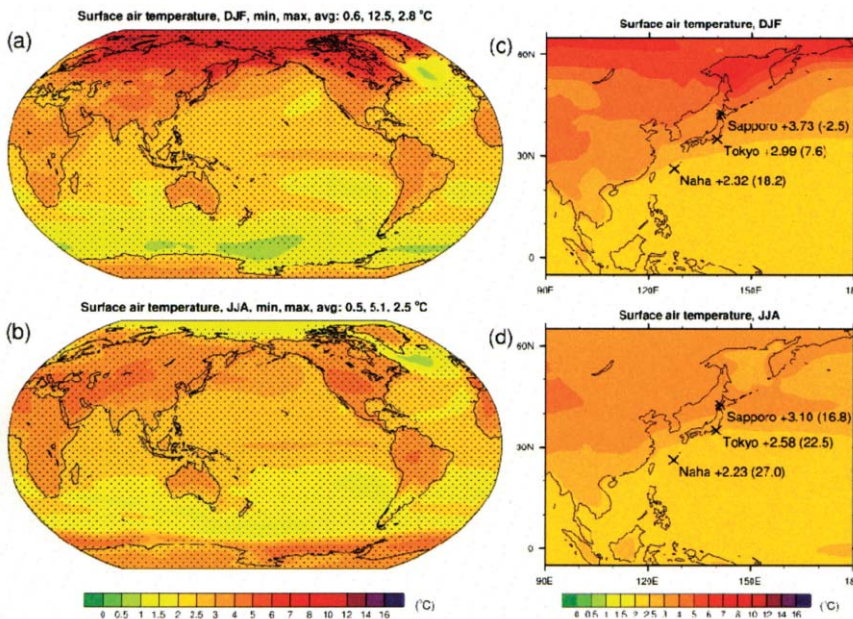 Surface air temperature, DJF, min, max, avg: 0.6, 12.5, 2.8 °C
(a)
Surface air temperature, JJA, min, max, avg: 0.5, 5.1, 2.5 °C
(b)
0 0.5 1 1.5 2 2.5 3 4 5 6 7 8 10 12 14 16 (°C)
Surface air temperature, DJF
(c)
60N
30N
0
Sapporo +3.73 (-2.5)
Tokyo +2.99 (7.6)
Naha +2.32 (18.2)
90E 120E 150E 180
Surface air temperature, JJA
(d)
60N
30N
0
Sapporo +3.10 (16.8)
Tokyo +2.58 (22.5)
Naha +2.23 (27.0)
90E 120E 150E 180
0 0.5 1 1.5 2 2.5 3 4 5 6 7 8 10 12 14 16 (°C)